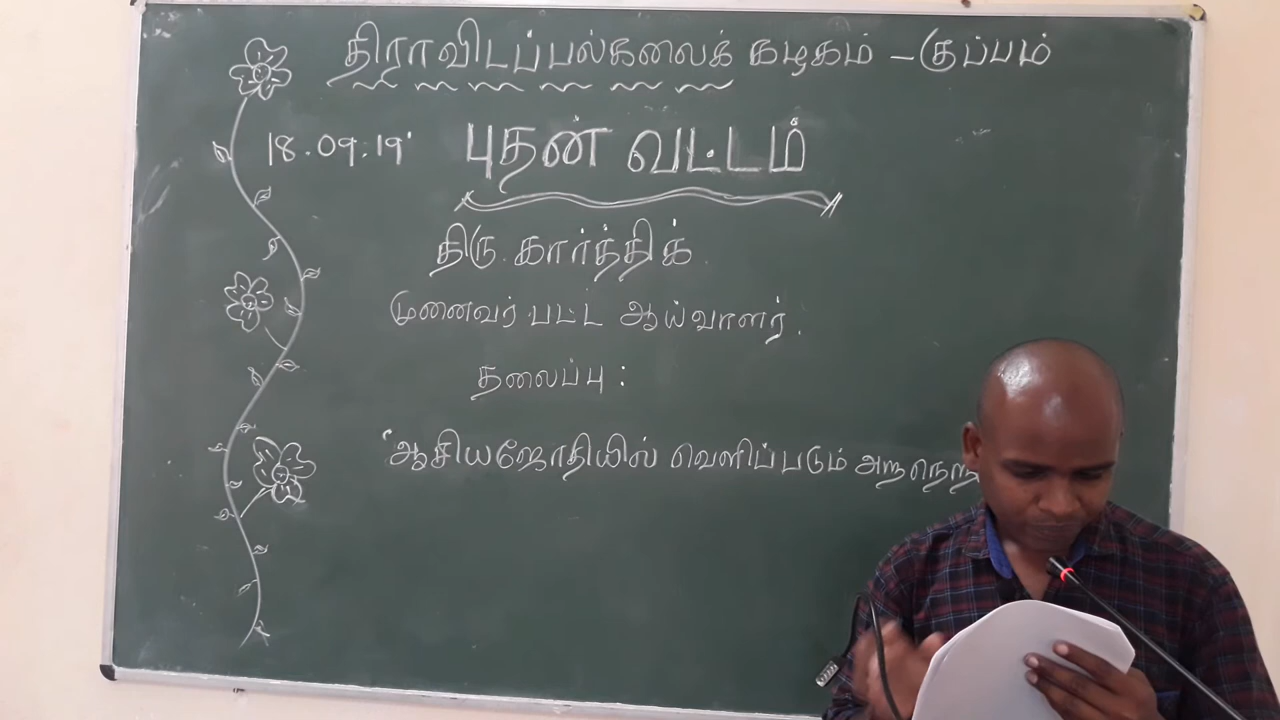 திராவிடப்பல்கலைக் கழகம் - குப்பம்
18.09.19 புதன் வட்டம்
திரு. கார்த்திக்
முனைவர் பட்ட ஆய்வாளர்.
தலைப்பு :
'ஆசியஜோதியில் வெளிப்படும்